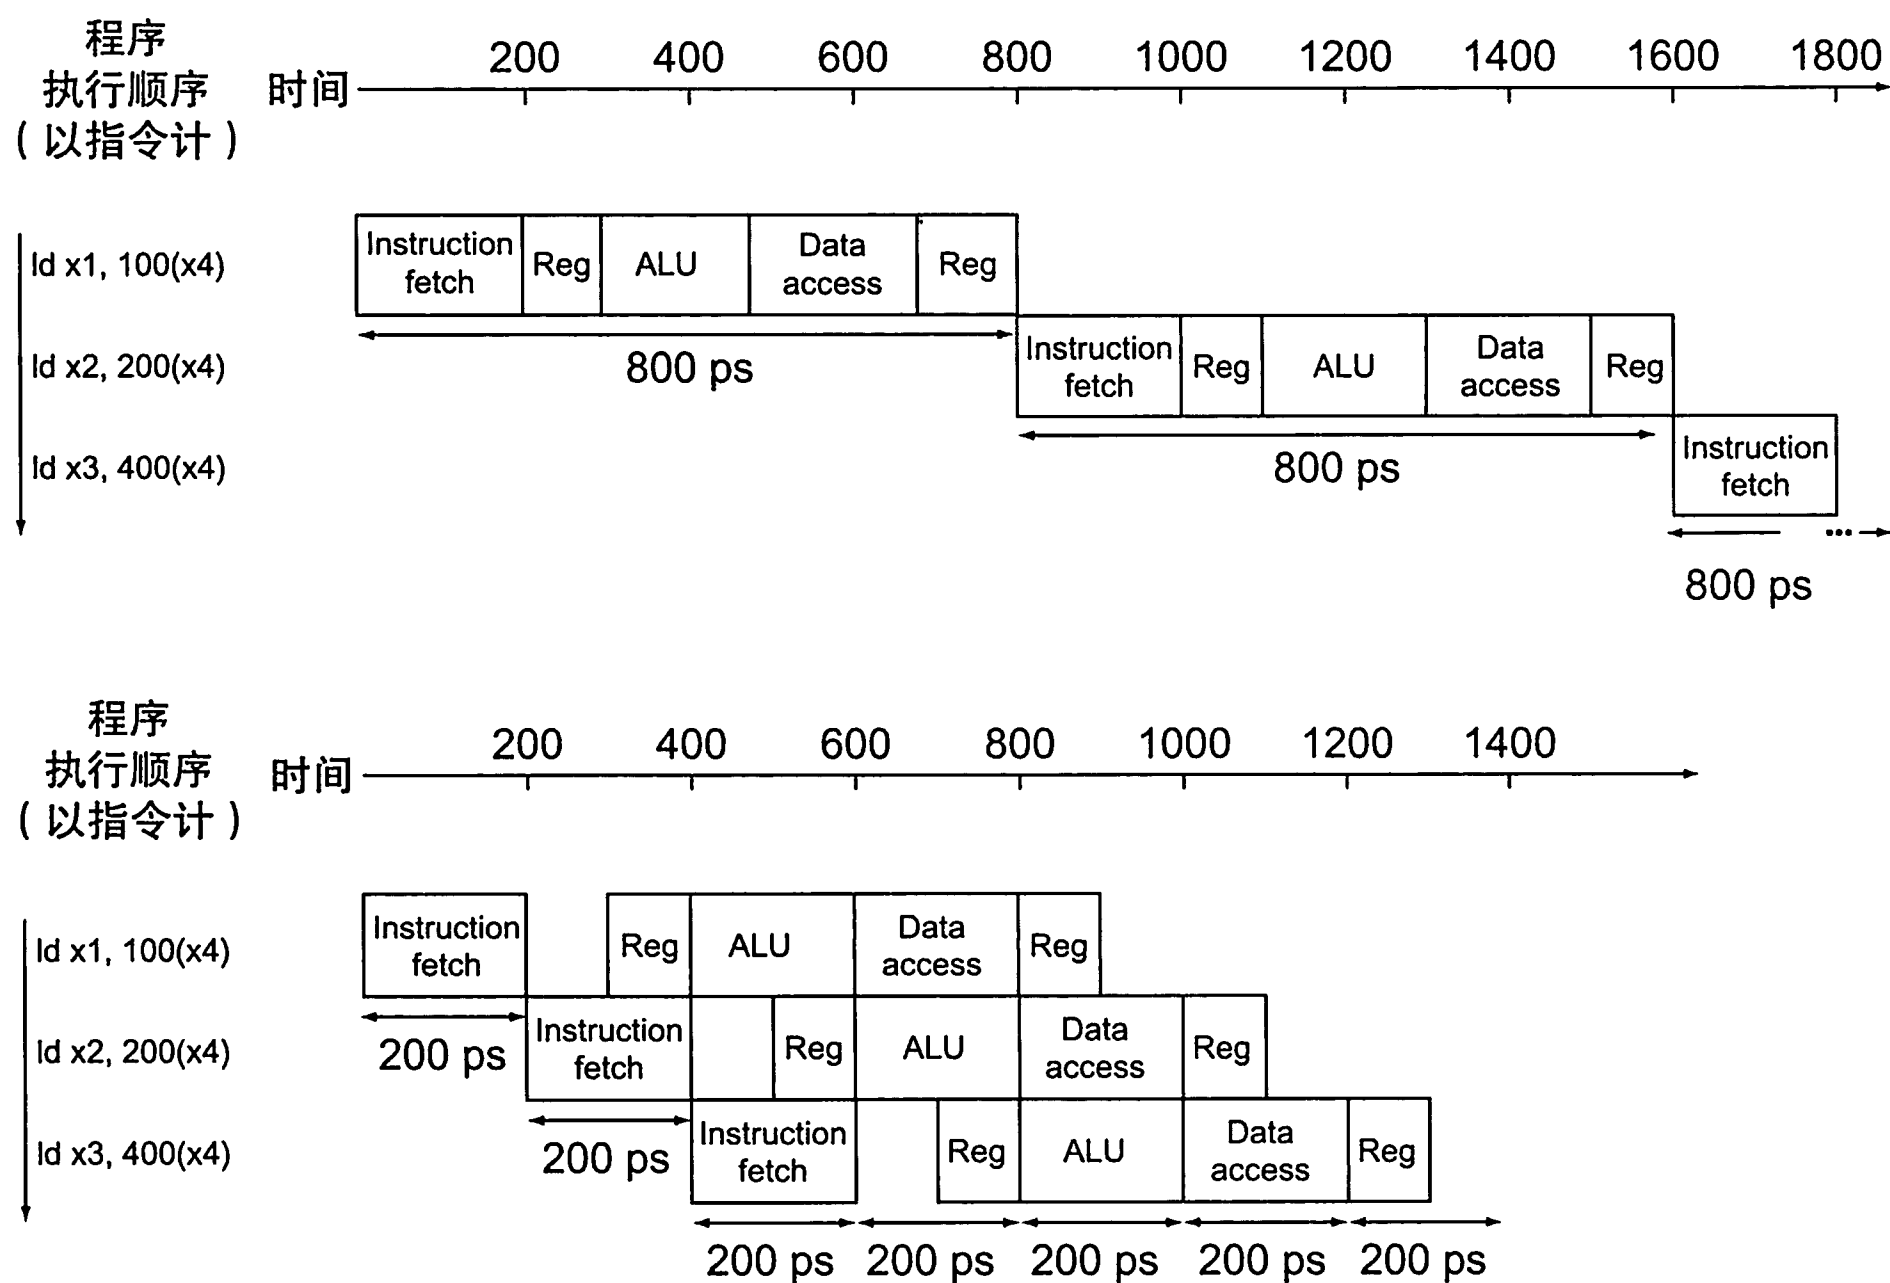 程序
执行顺序
（以指令计）
时间
200 400 600 800 1000 1200 1400 1600 1800
ld x1, 100(x4)
Instruction
fetch
Reg
ALU
Data
access
Reg
800 ps
ld x2, 200(x4)
Instruction
fetch
Reg
ALU
Data
access
Reg
800 ps
ld x3, 400(x4)
Instruction
fetch
...
800 ps
程序
执行顺序
（以指令计）
时间
200 400 600 800 1000 1200 1400
ld x1, 100(x4)
Instruction
fetch
Reg
ALU
Data
access
Reg
200 ps
ld x2, 200(x4)
Instruction
fetch
Reg
ALU
Data
access
Reg
200 ps
ld x3, 400(x4)
Instruction
fetch
Reg
ALU
Data
access
Reg
200 ps 200 ps 200 ps 200 ps 200 ps